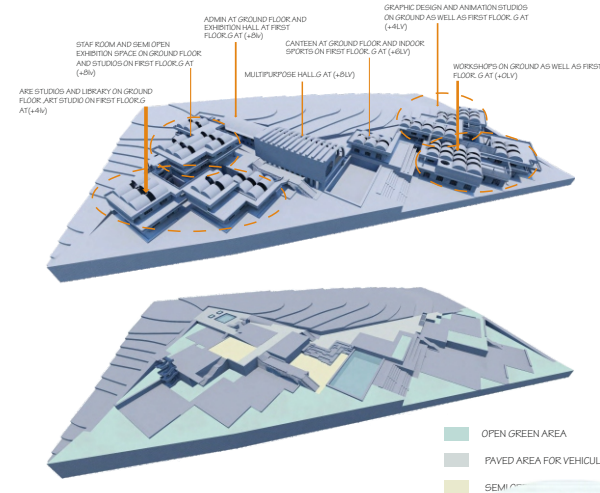 GRAPHIC DESIGN AND ANIMATION STUDIOS
ON GROUND AS WELL AS FIRST FLOOR. G AT
(+4LV)
ADMIN AT GROUND FLOOR AND
EXHIBITION HALL AT FIRST
FLOOR.G AT (+8lv)
STAF ROOM AND SEMI OPEN
EXHIBITION SPACE ON GROUND FLOOR
AND STUDIOS ON FIRST FLOOR.G AT
(+8lv)
CANTEEN AT GROUND FLOOR AND INDOOR
SPORTS ON FIRST FLOOR. G AT (+6LV)
MULTIPURPOSE HALL.G AT (+8LV)
WORKSHOPS ON GROUND AS WELL AS FIRST
FLOOR. G AT (+0LV)
ARE STUDIOS AND LIBRARY ON GROUND
FLOOR .ART STUDIO ON FIRST FLOOR.G
AT(+4lv)
OPEN GREEN AREA
PAVED AREA FOR VEHICUL
SEMI